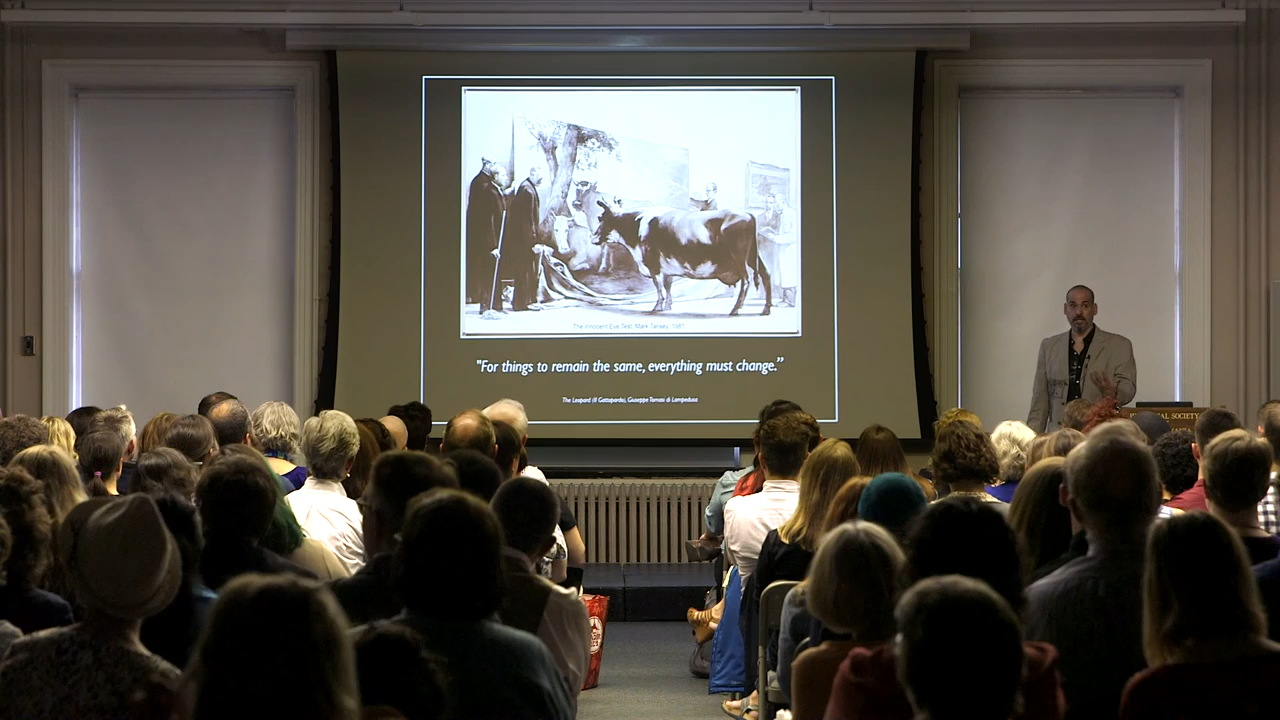 The Innocent Eye Test, Mark Tansey, 1981
"For things to remain the same, everything must change."
The Leopard (Il Gattopardo), Giuseppe Tomasi di Lampedusa
SOCIETY